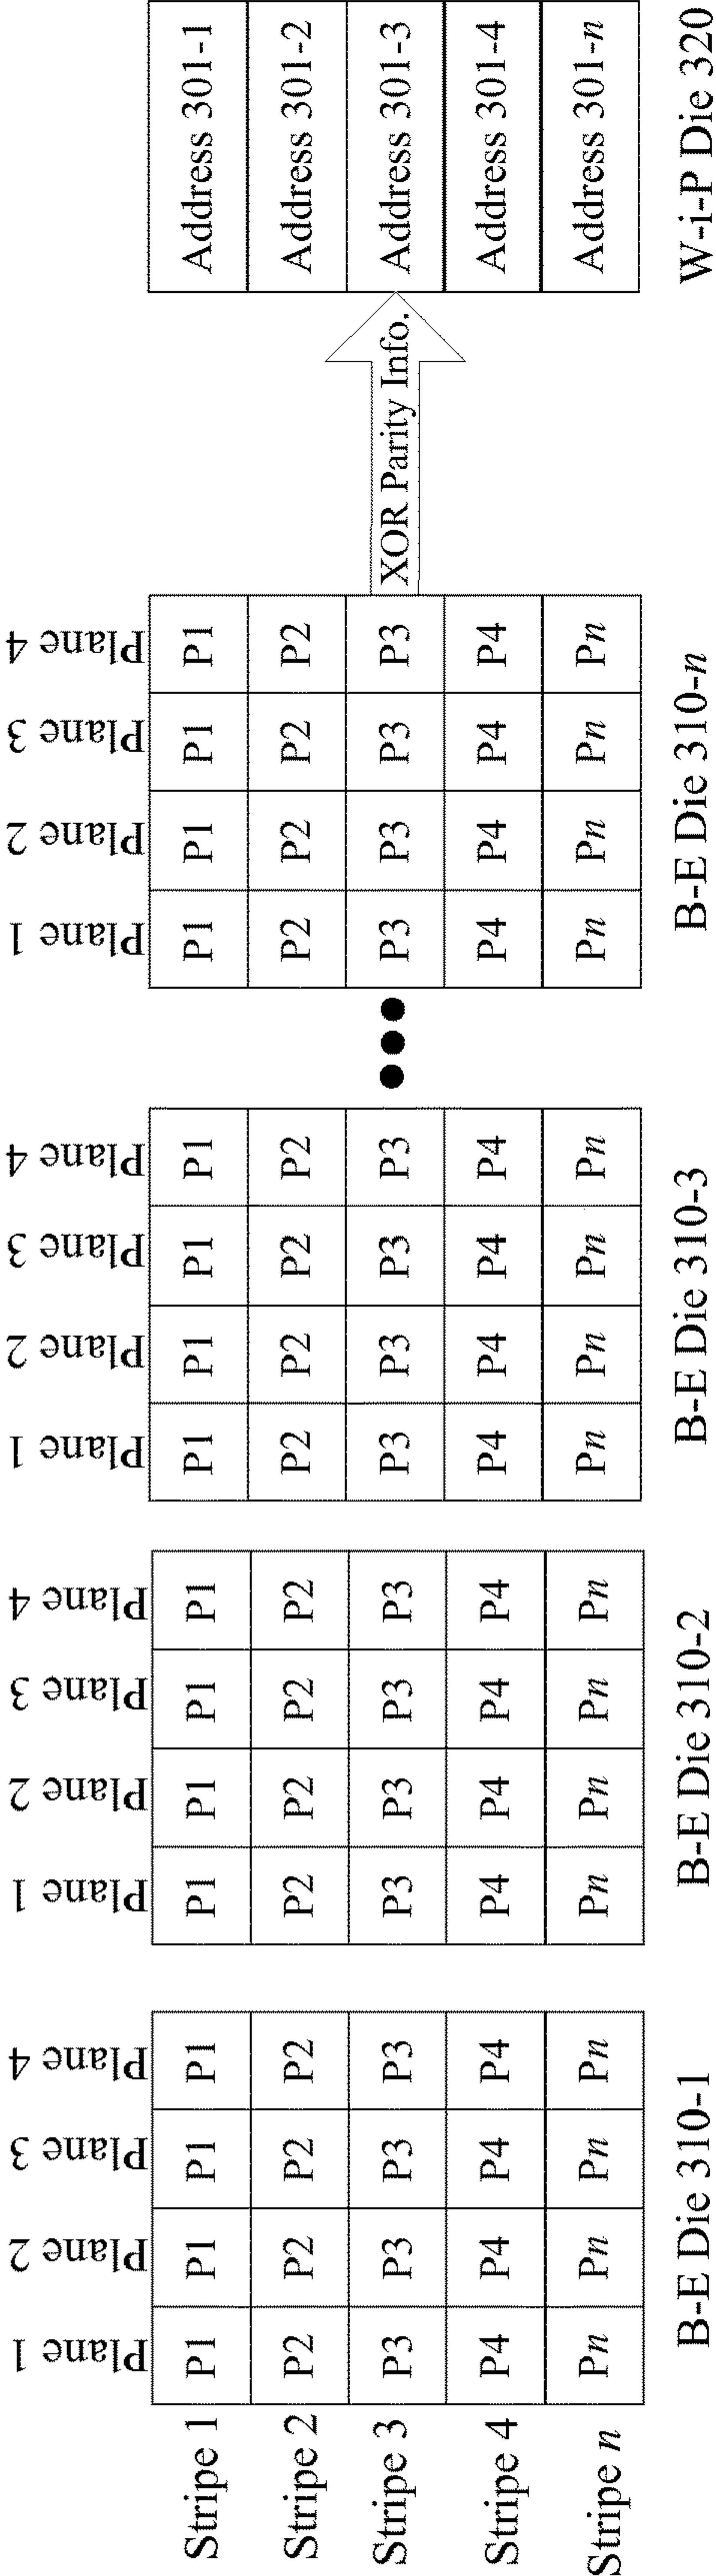 Plane 1 Plane 2 Plane 3 Plane 4 Plane 1 Plane 2 Plane 3 Plane 4 Plane 1 Plane 2 Plane 3 Plane 4 Plane 1 Plane 2 Plane 3 Plane 4
Stripe 1 P1 P1 P1 P1 P1 P1 P1 P1 P1 P1 P1 P1 P1 P1 P1 P1 Address 301-1
Stripe 2 P2 P2 P2 P2 P2 P2 P2 P2 P2 P2 P2 P2 P2 P2 P2 P2 Address 301-2
Stripe 3 P3 P3 P3 P3 P3 P3 P3 P3 P3 P3 P3 P3 P3 P3 P3 P3 XOR Parity Info. Address 301-3
Stripe 4 P4 P4 P4 P4 P4 P4 P4 P4 P4 P4 P4 P4 P4 P4 P4 P4 Address 301-4
Stripe n Pn Pn Pn Pn Pn Pn Pn Pn Pn Pn Pn Pn Pn Pn Pn Pn Address 301-n
B-E Die 310-1 B-E Die 310-2 B-E Die 310-3 B-E Die 310-n W-i-P Die 320